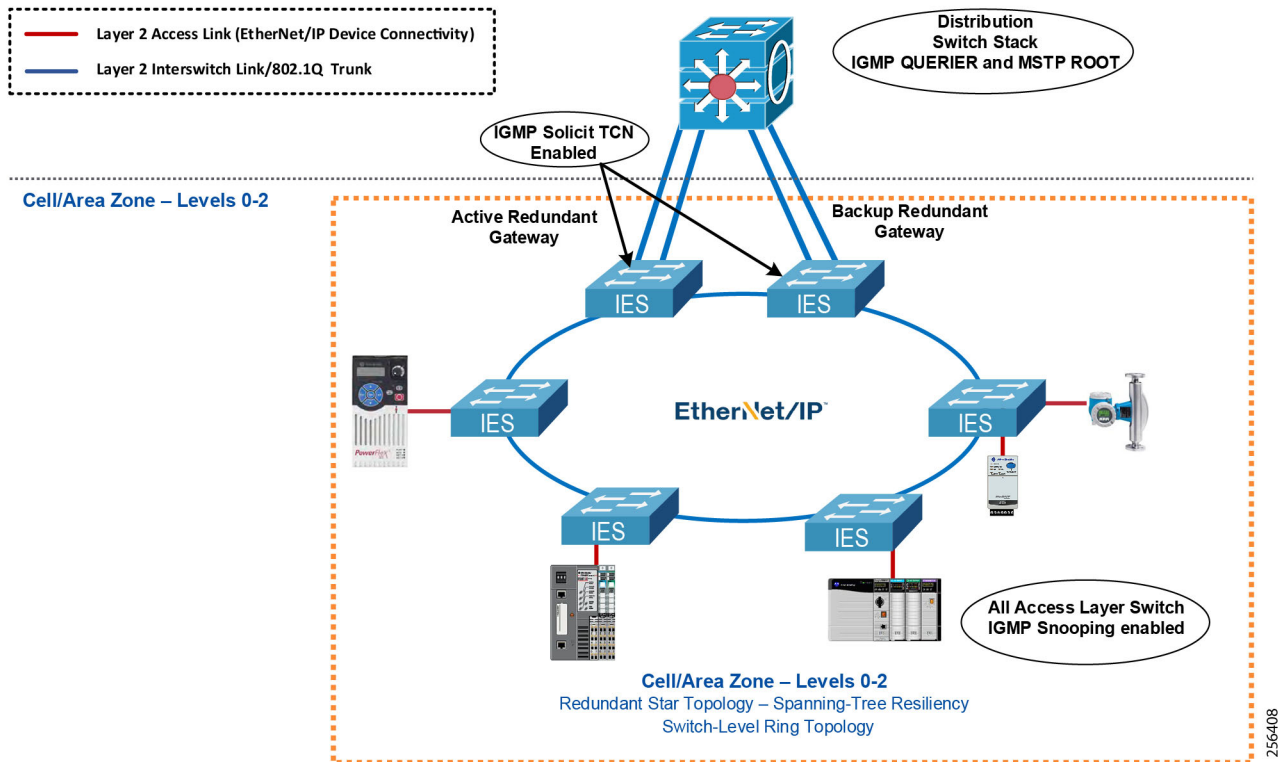 Layer 2 Access Link (EtherNet/IP Device Connectivity)
Layer 2 Interswitch Link/802.1Q Trunk
Distribution
Switch Stack
IGMP QUERIER and MSTP ROOT
IGMP Solicit TCN
Enabled
Cell/Area Zone – Levels 0-2
Active Redundant
Gateway
Backup Redundant
Gateway
IES
IES
IES
IES
EtherNet/IP™
PowerFlex
IES
IES
All Access Layer Switch
IGMP Snooping enabled
Cell/Area Zone – Levels 0-2
Redundant Star Topology – Spanning-Tree Resiliency
Switch-Level Ring Topology
256408